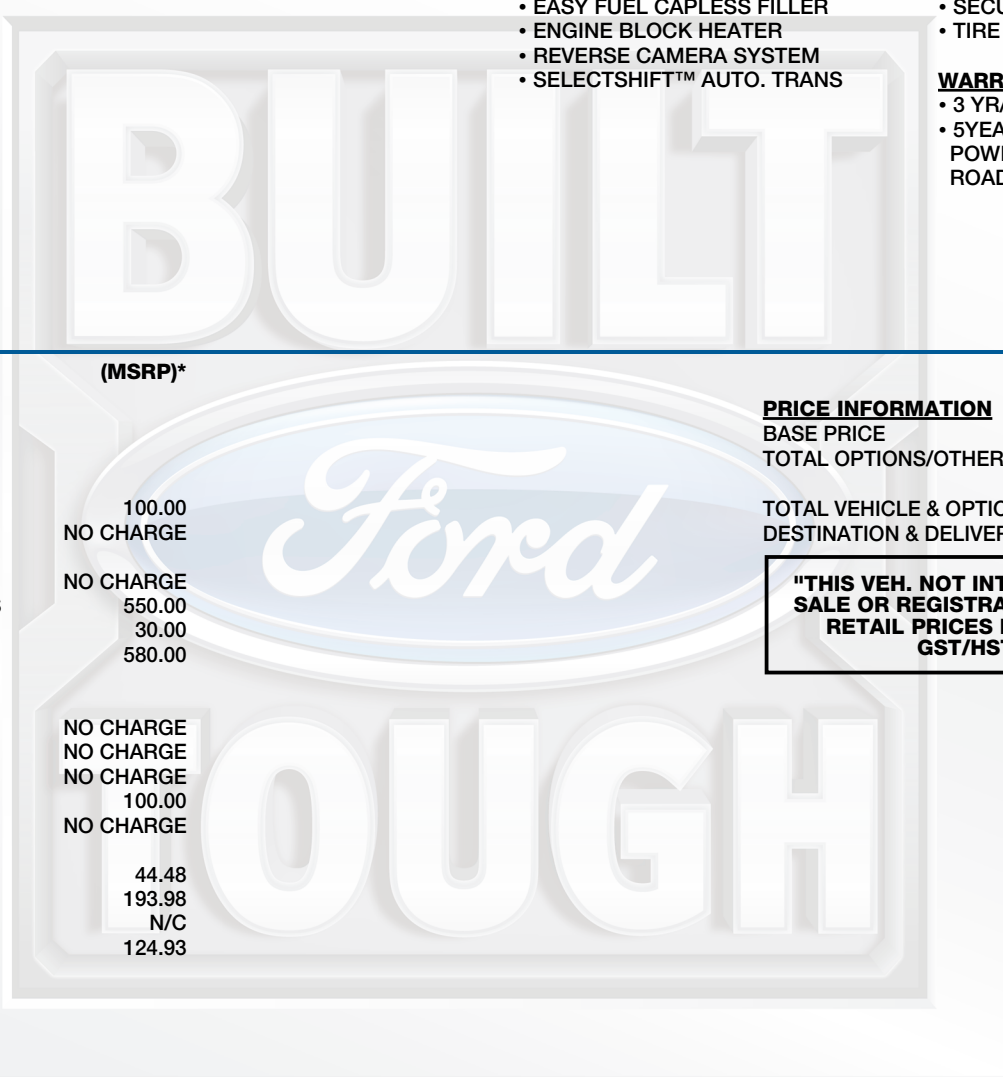 • EASY FUEL CAPLESS FILLER
• ENGINE BLOCK HEATER
• REVERSE CAMERA SYSTEM
• SELECTSHIFT™ AUTO. TRANS
• SECU
• TIRE
WARR
• 3 YR/
• 5YEA
POWE
ROAD
BUILT
Ford
TOUGH
(MSRP)*
100.00
NO CHARGE
NO CHARGE
550.00
30.00
580.00
NO CHARGE
NO CHARGE
NO CHARGE
100.00
NO CHARGE
44.48
193.98
N/C
124.93
PRICE INFORMATION
BASE PRICE
TOTAL OPTIONS/OTHER
TOTAL VEHICLE & OPTIO
DESTINATION & DELIVER
"THIS VEH. NOT INT
SALE OR REGISTRA
RETAIL PRICES
GST/HST